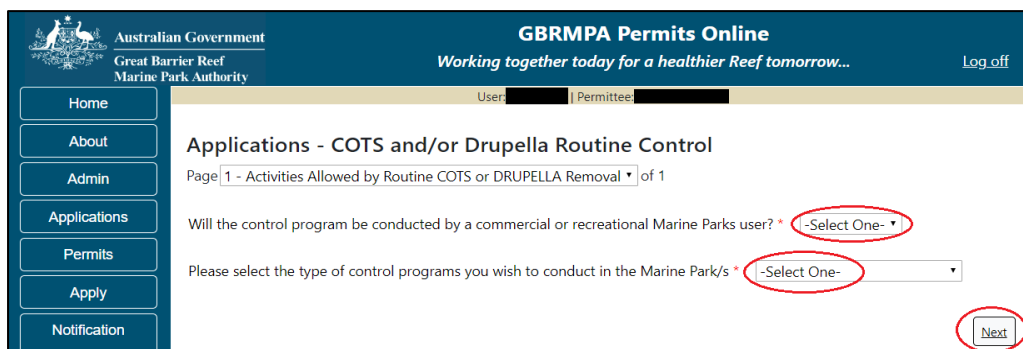 Australian Government
Great Barrier Reef
Marine Park Authority
GBRMPA Permits Online
Working together today for a healthier Reef tomorrow...
Log off
User: | Permittee:
Home
About
Admin
Applications
Permits
Apply
Notification
Applications - COTS and/or Drupella Routine Control
Page 1 - Activities Allowed by Routine COTS or DRUPELLA Removal of 1
Will the control program be conducted by a commercial or recreational Marine Parks user? * -Select One-
Please select the type of control programs you wish to conduct in the Marine Park/s * -Select One-
Next